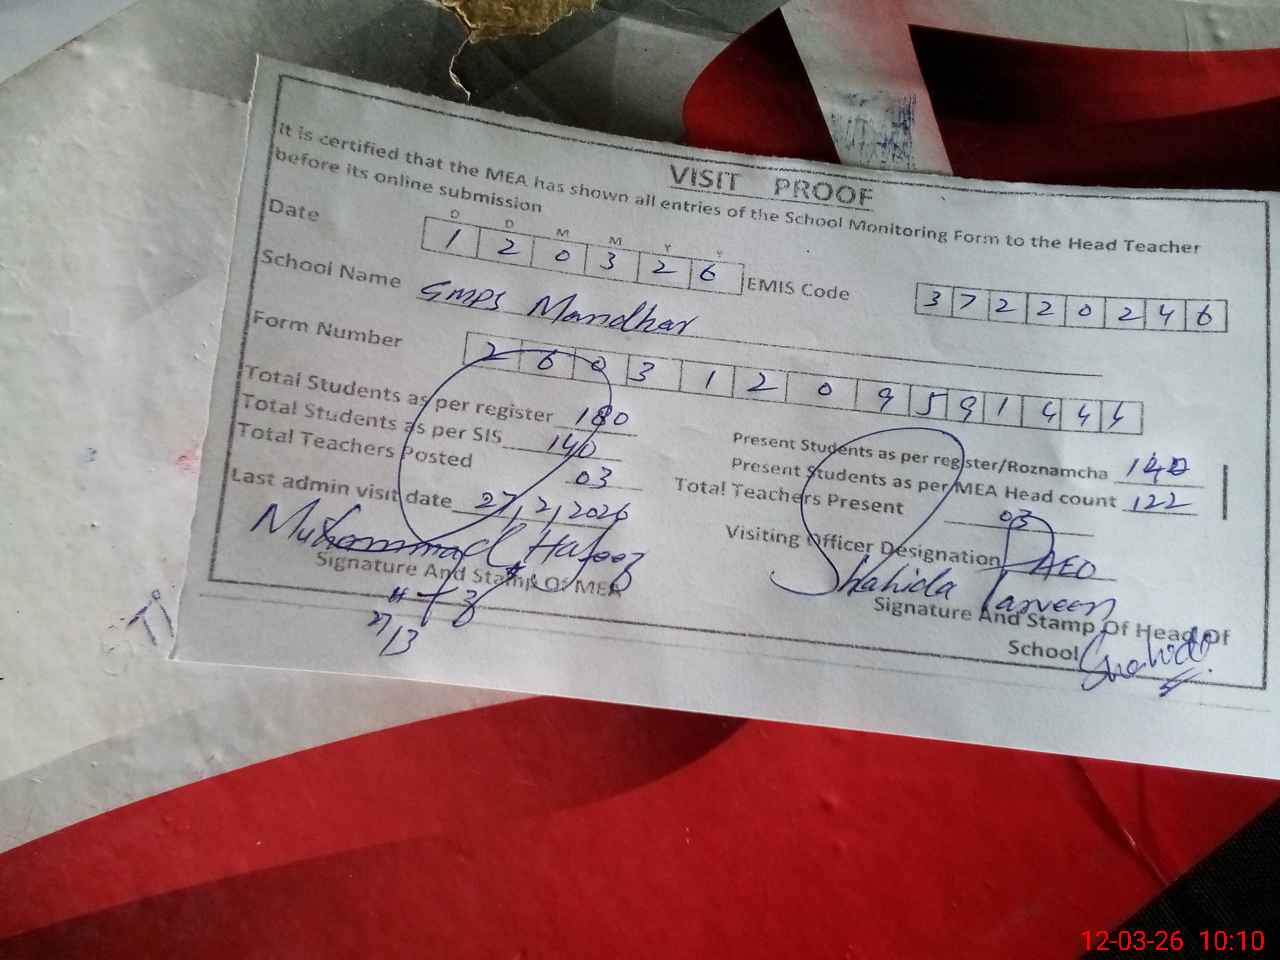 VISIT PROOF
It is certified that the MEA has shown all entries of the School Monitoring Form to the Head Teacher
before its online submission
D D M M Y Y
Date 1 2 0 3 2 6 EMIS Code 3 7 2 2 0 2 4 6
School Name GMPS Mandhar
Form Number 2 6 0 3 1 2 0 9 5 9 1 4 4 4
Total Students as per register 180 Present Students as per register/Roznamcha 140
Total Students as per SIS 140 Present Students as per MEA Head count 122
Total Teachers Posted 03 Total Teachers Present 03
Last admin visit date 27,2,2026 Visiting Officer Designation AEO
Muhammad Hafeez Shahida Parveen
Signature And Stamp Of MEA Signature And Stamp Of Head Of
School Shahida
12-03-26 10:10